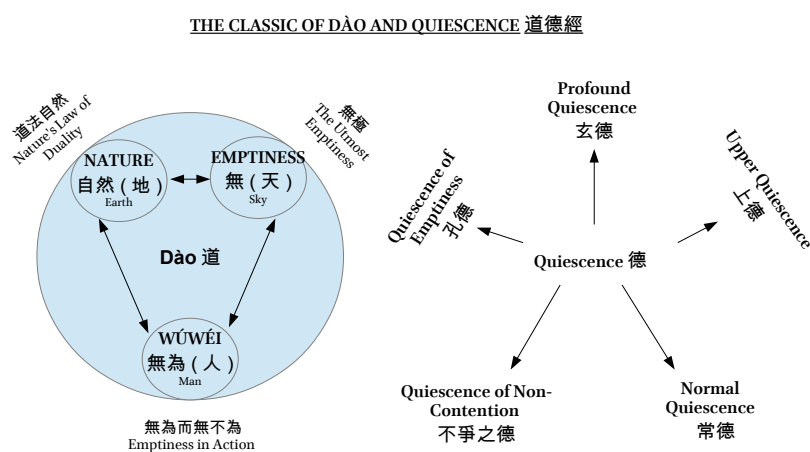 THE CLASSIC OF DÀO AND QUIESCENCE 道德經
道法自然
Nature's Law of
Duality
無極
The Utmost
Emptiness
NATURE
自然 ( 地 )
Earth
EMPTINESS
無 ( 天 )
Sky
Dào 道
WÚWÉI
無為 ( 人 )
Man
無為而無不為
Emptiness in Action
Profound
Quiescence
玄德
Upper Quiescence
上德
Quiescence of
Emptiness
孔德
Quiescence 德
Quiescence of Non-
Contention
不爭之德
Normal
Quiescence
常德